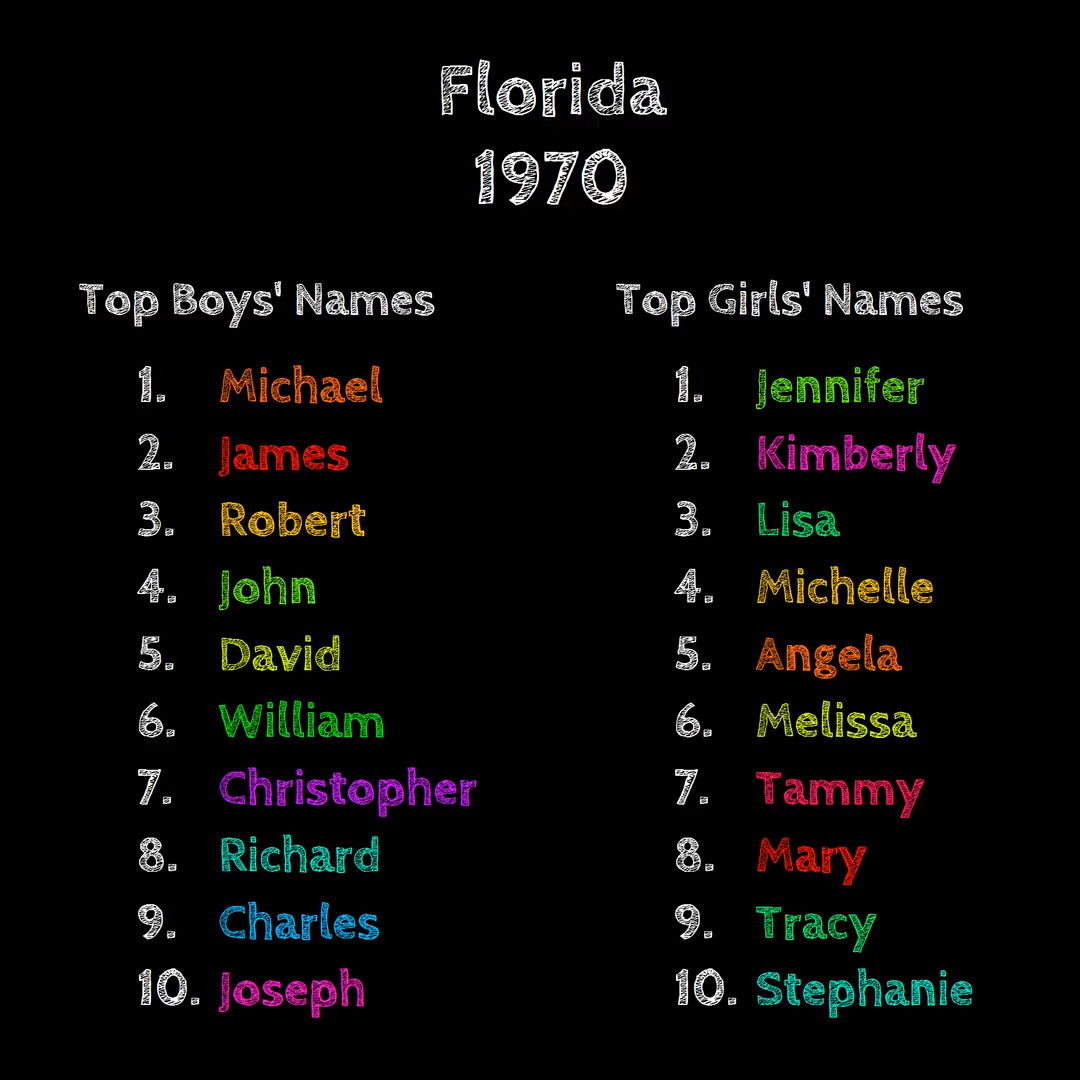 Florida
1970
Top Boys' Names
1. Michael
2. James
3. Robert
4. John
5. David
6. William
7. Christopher
8. Richard
9. Charles
10. Joseph
Top Girls' Names
1. Jennifer
2. Kimberly
3. Lisa
4. Michelle
5. Angela
6. Melissa
7. Tammy
8. Mary
9. Tracy
10. Stephanie